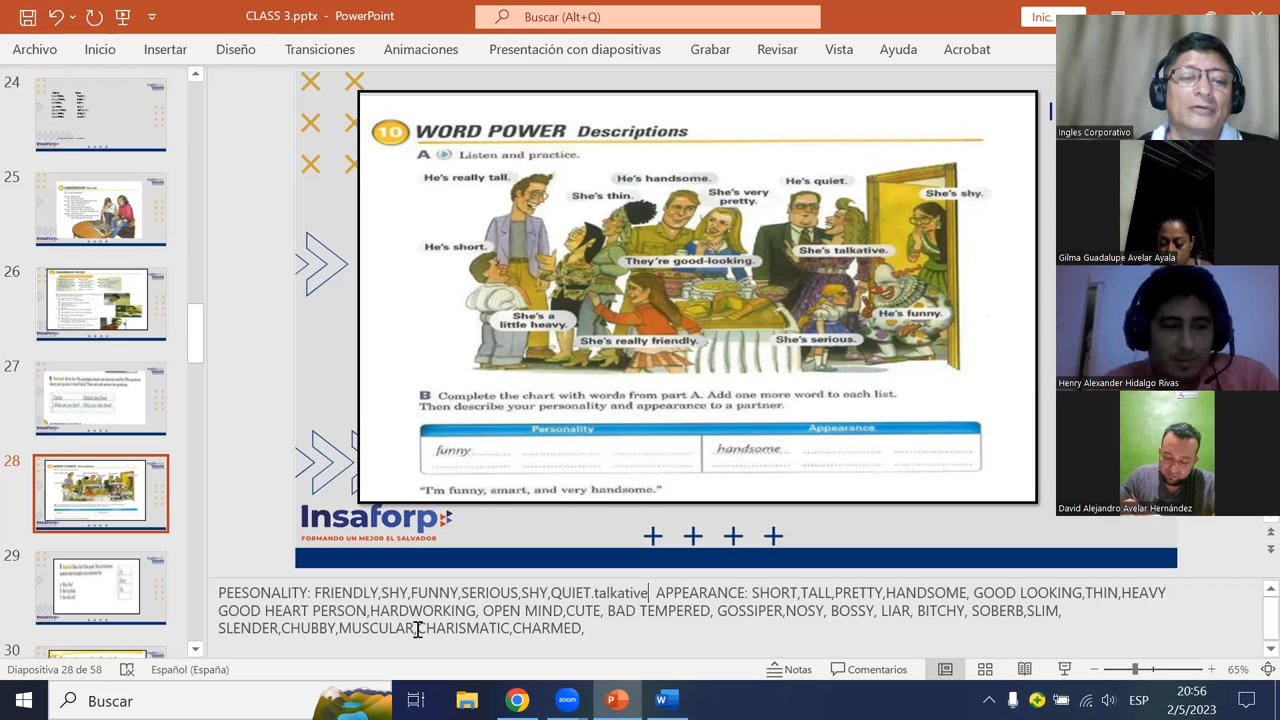 CLASS 3.pptx - PowerPoint
Buscar (Alt+Q)
Inic.
Archivo
Inicio
Insertar
Diseño
Transiciones
Animaciones
Presentación con diapositivas
Grabar
Revisar
Vista
Ayuda
Acrobat
24
25
26
27
28
29
30
10 WORD POWER Descriptions
A Listen and practice.
He's really tall.
He's handsome.
He's quiet.
She's thin.
She's very
pretty.
She's shy.
He's short.
She's talkative.
They're good-looking.
She's a
little heavy.
He's funny.
She's really friendly.
She's serious.
B Complete the chart with words from part A. Add one more word to each list.
Then describe your personality and appearance to a partner.
Personality
Appearance
funny
handsome
"I'm funny, smart, and very handsome."
Insaforp
FORMANDO UN MEJOR EL SALVADOR
Ingles Corporativo
Gilma Guadalupe Avelar Ayala
Henry Alexander Hidalgo Rivas
David Alejandro Avelar Hernández
PEESONALITY: FRIENDLY,SHY,FUNNY,SERIOUS,SHY,QUIET.talkative APPEARANCE: SHORT,TALL,PRETTY,HANDSOME, GOOD LOOKING,THIN,HEAVY
GOOD HEART PERSON,HARDWORKING, OPEN MIND,CUTE, BAD TEMPERED, GOSSIPER,NOSY, BOSSY, LIAR, BITCHY, SOBERB,SLIM,
SLENDER,CHUBBY,MUSCULAR,CHARISMATIC,CHARMED,
Diapositiva 28 de 58
Español (España)
Notas
Comentarios
65%
Buscar
zoom
ESP
20:56
2/5/2023